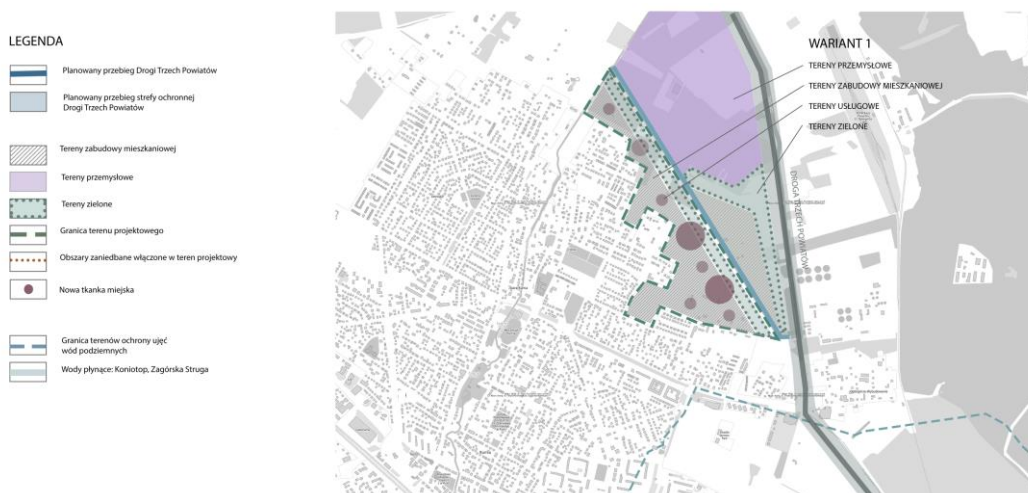 LEGENDA
Planowany przebieg Drogi Trzech Powiatów
Planowany przebieg strefy ochronnej
Drogi Trzech Powiatów
Tereny zabudowy mieszkaniowej
Tereny przemysłowe
Tereny zielone
Granica terenu projektowego
Obszary zaniedbane włączone w teren projektowy
Nowa tkanka miejska
Granica terenów ochrony ujęć
wód podziemnych
Wody płynące: Koniotop, Zagórska Struga
WARIANT 1
TERENY PRZEMYSŁOWE
TERENY ZABUDOWY MIESZKANIOWEJ
TERENY USŁUGOWE
TERENY ZIELONE
DROGA TRZECH POWIATÓW